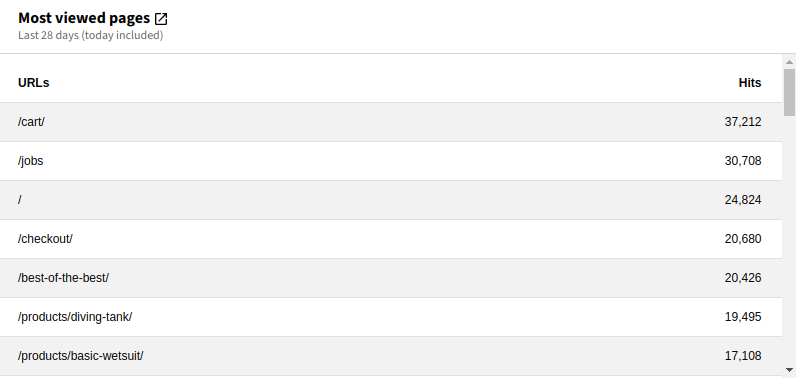 Most viewed pages
Last 28 days (today included)
URLs Hits
/cart/ 37,212
/jobs 30,708
/ 24,824
/checkout/ 20,680
/best-of-the-best/ 20,426
/products/diving-tank/ 19,495
/products/basic-wetsuit/ 17,108